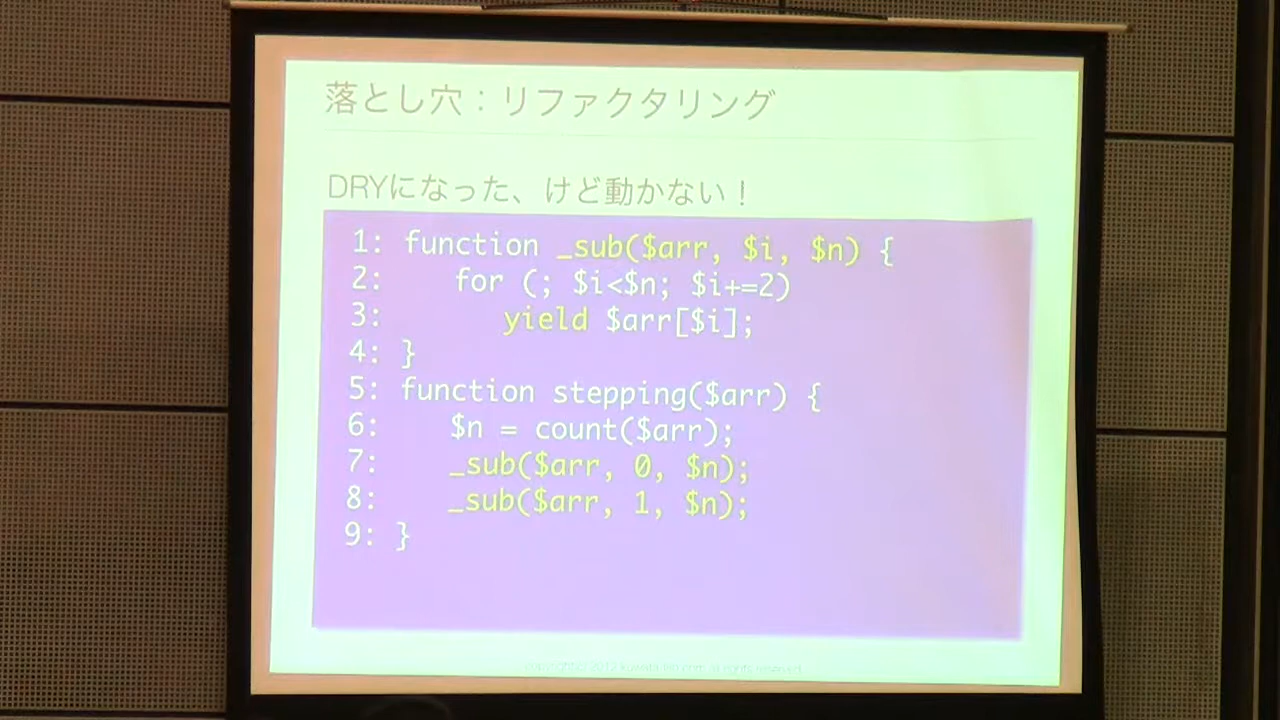 落とし穴：リファクタリング
DRYになった、けど動かない！
1: function _sub($arr, $i, $n) {
2: for (; $i<$n; $i+=2)
3: yield $arr[$i];
4: }
5: function stepping($arr) {
6: $n = count($arr);
7: _sub($arr, 0, $n);
8: _sub($arr, 1, $n);
9: }